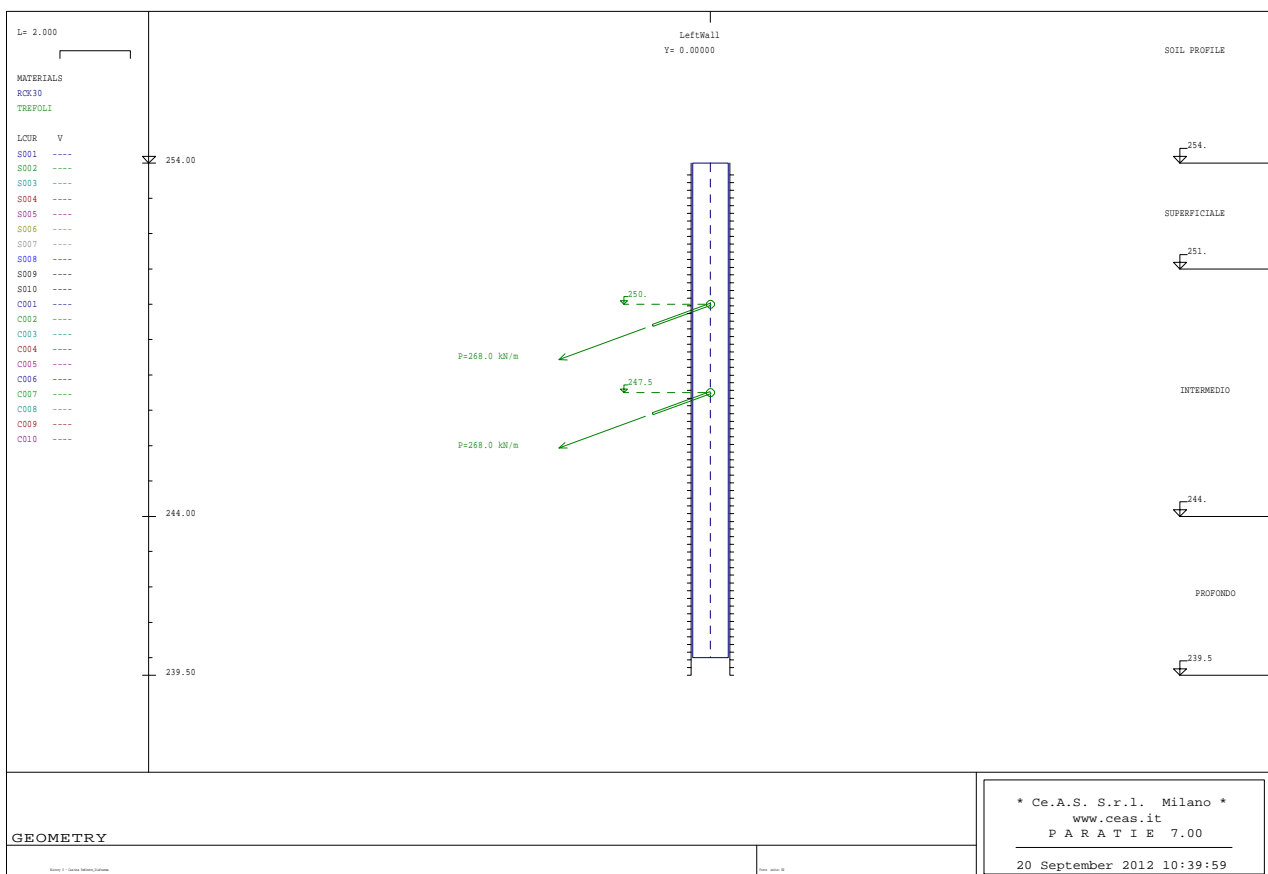 L= 2.000
MATERIALS
RCK30
TREFOLI
LCUR V
S001 ----
S002 ----
S003 ----
S004 ----
S005 ----
S006 ----
S007 ----
S008 ----
S009 ----
S010 ----
C001 ----
C002 ----
C003 ----
C004 ----
C005 ----
C006 ----
C007 ----
C008 ----
C009 ----
C010 ----
254.00
244.00
239.50
LeftWall
Y= 0.00000
250.
P=268.0 kN/m
247.5
P=268.0 kN/m
SOIL PROFILE
254.
SUPERFICIALE
251.
INTERMEDIO
244.
PROFONDO
239.5
GEOMETRY
* Ce.A.S. S.r.l. Milano *
www.ceas.it
P A R A T I E 7.00
20 September 2012 10:39:59